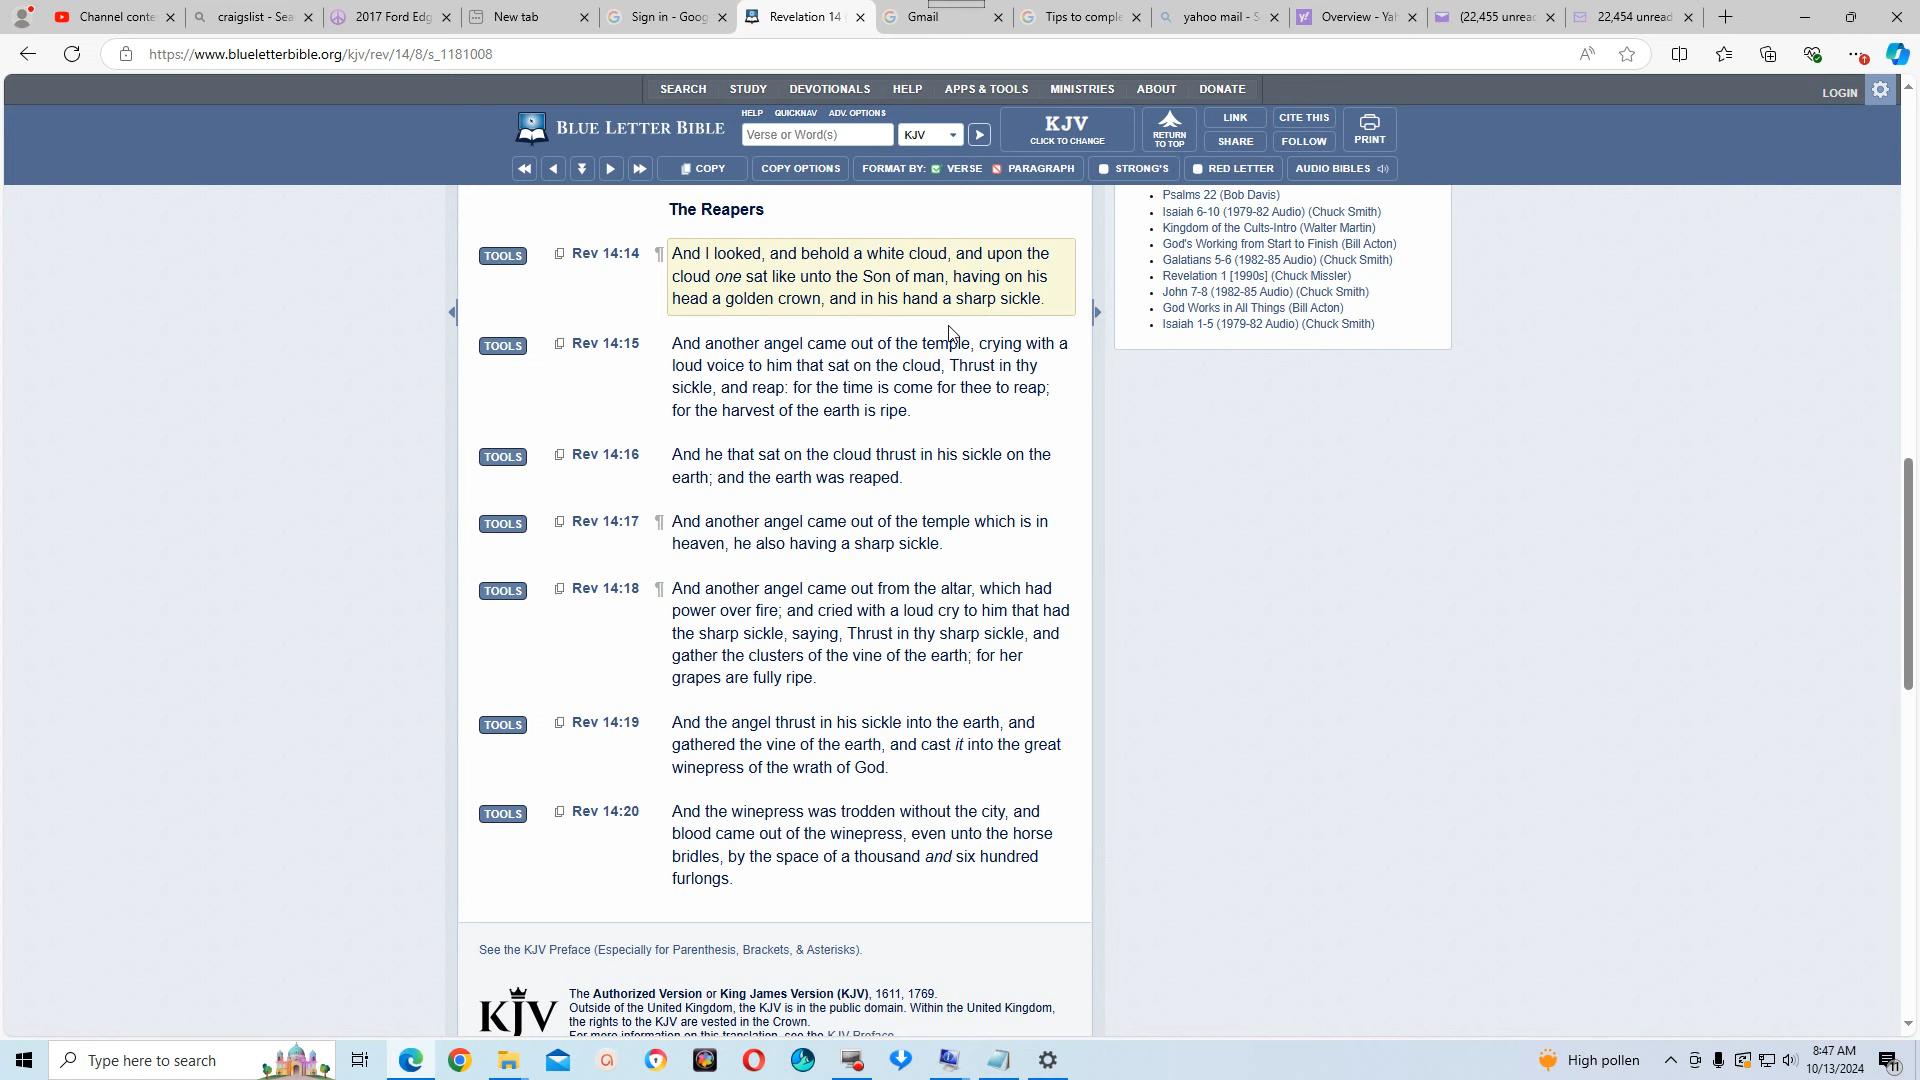 Channel conte
craigslist - Sea
2017 Ford Edg
New tab
Sign in - Goog
Revelation 14
Gmail
Tips to comple
yahoo mail - S
Overview - Yah
(22,455 unread
22,454 unread
https://www.blueletterbible.org/kjv/rev/14/8/s_1181008
SEARCH STUDY DEVOTIONALS HELP APPS & TOOLS MINISTRIES ABOUT DONATE
LOGIN
HELP QUICKNAV ADV. OPTIONS
BLUE LETTER BIBLE
Verse or Word(s)
KJV
KJV
CLICK TO CHANGE
RETURN
TO TOP
LINK
CITE THIS
SHARE
FOLLOW
PRINT
COPY
COPY OPTIONS
FORMAT BY: VERSE PARAGRAPH
STRONG'S
RED LETTER
AUDIO BIBLES
The Reapers
TOOLS
Rev 14:14
¶ And I looked, and behold a white cloud, and upon the
cloud one sat like unto the Son of man, having on his
head a golden crown, and in his hand a sharp sickle.
TOOLS
Rev 14:15
And another angel came out of the temple, crying with a
loud voice to him that sat on the cloud, Thrust in thy
sickle, and reap: for the time is come for thee to reap;
for the harvest of the earth is ripe.
TOOLS
Rev 14:16
And he that sat on the cloud thrust in his sickle on the
earth; and the earth was reaped.
TOOLS
Rev 14:17
¶ And another angel came out of the temple which is in
heaven, he also having a sharp sickle.
TOOLS
Rev 14:18
¶ And another angel came out from the altar, which had
power over fire; and cried with a loud cry to him that had
the sharp sickle, saying, Thrust in thy sharp sickle, and
gather the clusters of the vine of the earth; for her
grapes are fully ripe.
TOOLS
Rev 14:19
And the angel thrust in his sickle into the earth, and
gathered the vine of the earth, and cast it into the great
winepress of the wrath of God.
TOOLS
Rev 14:20
And the winepress was trodden without the city, and
blood came out of the winepress, even unto the horse
bridles, by the space of a thousand and six hundred
furlongs.
See the KJV Preface (Especially for Parenthesis, Brackets, & Asterisks).
KJV
The Authorized Version or King James Version (KJV), 1611, 1769.
Outside of the United Kingdom, the KJV is in the public domain. Within the United Kingdom,
the rights to the KJV are vested in the Crown.
For more information on this translation, see the KJV Preface.
Psalms 22 (Bob Davis)
Isaiah 6-10 (1979-82 Audio) (Chuck Smith)
Kingdom of the Cults-Intro (Walter Martin)
God's Working from Start to Finish (Bill Acton)
Galatians 5-6 (1982-85 Audio) (Chuck Smith)
Revelation 1 [1990s] (Chuck Missler)
John 7-8 (1982-85 Audio) (Chuck Smith)
God Works in All Things (Bill Acton)
Isaiah 1-5 (1979-82 Audio) (Chuck Smith)
Type here to search
High pollen
8:47 AM
10/13/2024
11